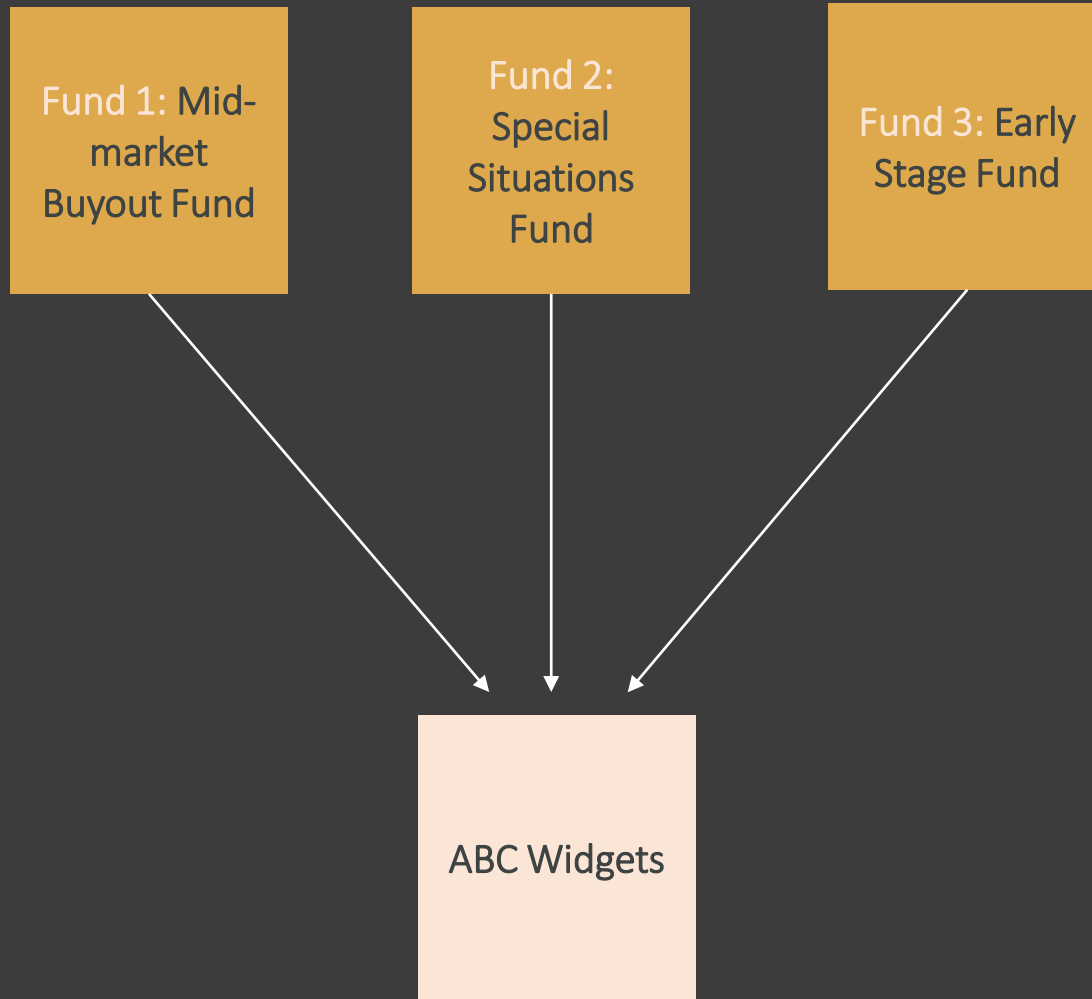 Fund 1: Mid-
market
Buyout Fund
Fund 2:
Special
Situations
Fund
Fund 3: Early
Stage Fund
ABC Widgets